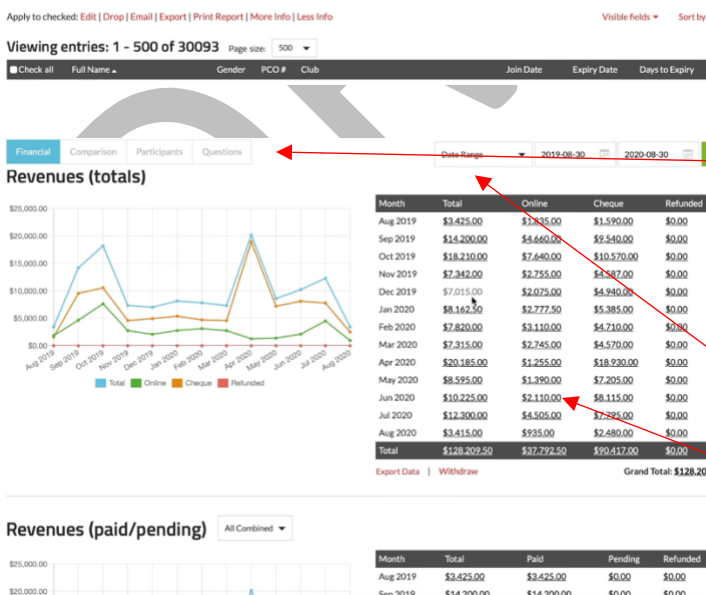 Apply to checked: Edit | Drop | Email | Export | Print Report | More Info | Less Info Visible fields Sort by
Viewing entries: 1 - 500 of 30093 Page size: 500
Check all Full Name Gender PCO # Club Join Date Expiry Date Days to Expiry
Financial Comparison Participants Questions Date Range 2019-08-30 2020-08-30
Revenues (totals)
$25,000.00
$20,000.00
$15,000.00
$10,000.00
$5,000.00
$0.00
Aug 2019 Sep 2019 Oct 2019 Nov 2019 Dec 2019 Jan 2020 Feb 2020 Mar 2020 Apr 2020 May 2020 Jun 2020 Jul 2020 Aug 2020
Total Online Cheque Refunded
Month Total Online Cheque Refunded
Aug 2019 $3,425.00 $1,835.00 $1,590.00 $0.00
Sep 2019 $14,200.00 $4,660.00 $9,540.00 $0.00
Oct 2019 $18,210.00 $7,640.00 $10,570.00 $0.00
Nov 2019 $7,342.00 $2,755.00 $4,587.00 $0.00
Dec 2019 $7,015.00 $2,075.00 $4,940.00 $0.00
Jan 2020 $8,162.50 $2,777.50 $5,385.00 $0.00
Feb 2020 $7,820.00 $3,110.00 $4,710.00 $0.00
Mar 2020 $7,315.00 $2,745.00 $4,570.00 $0.00
Apr 2020 $20,185.00 $1,255.00 $18,930.00 $0.00
May 2020 $8,595.00 $1,390.00 $7,205.00 $0.00
Jun 2020 $10,225.00 $2,110.00 $8,115.00 $0.00
Jul 2020 $12,300.00 $4,505.00 $7,795.00 $0.00
Aug 2020 $3,415.00 $935.00 $2,480.00 $0.00
Total $128,209.50 $37,792.50 $90,417.00 $0.00
Export Data | Withdraw Grand Total: $128,20
Revenues (paid/pending) All Combined
$25,000.00
$20,000.00
Month Total Paid Pending Refunded
Aug 2019 $3,425.00 $3,425.00 $0.00 $0.00
Sep 2019 $14,200.00 $14,200.00 $0.00 $0.00